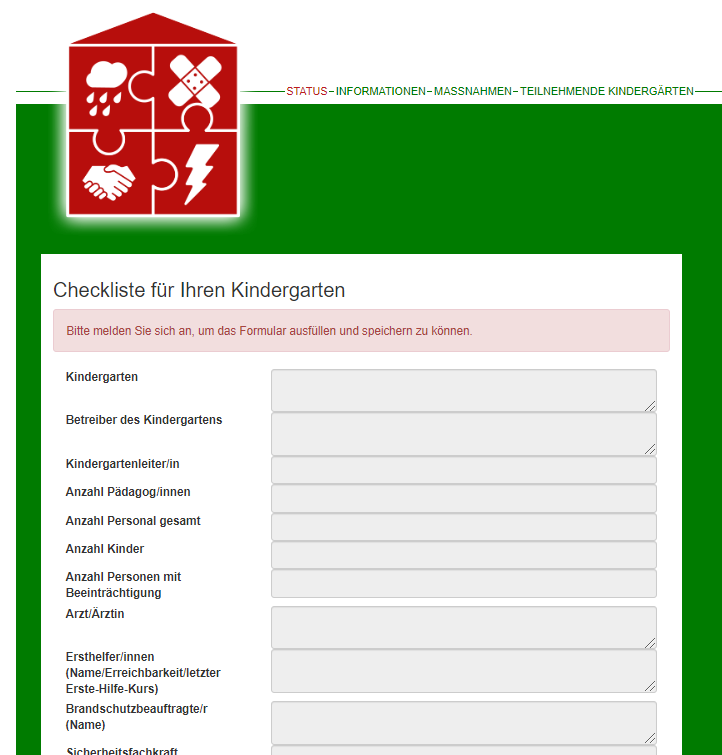 STATUS - INFORMATIONEN - MASSNAHMEN - TEILNEHMENDE KINDERGÄRTEN
Checkliste für Ihren Kindergarten
Bitte melden Sie sich an, um das Formular ausfüllen und speichern zu können.
Kindergarten
Betreiber des Kindergartens
Kindergartenleiter/in
Anzahl Pädagog/innen
Anzahl Personal gesamt
Anzahl Kinder
Anzahl Personen mit
Beeinträchtigung
Arzt/Ärztin
Ersthelfer/innen
(Name/Erreichbarkeit/letzter
Erste-Hilfe-Kurs)
Brandschutzbeauftragte/r
(Name)
Sicherheitsfachkraft